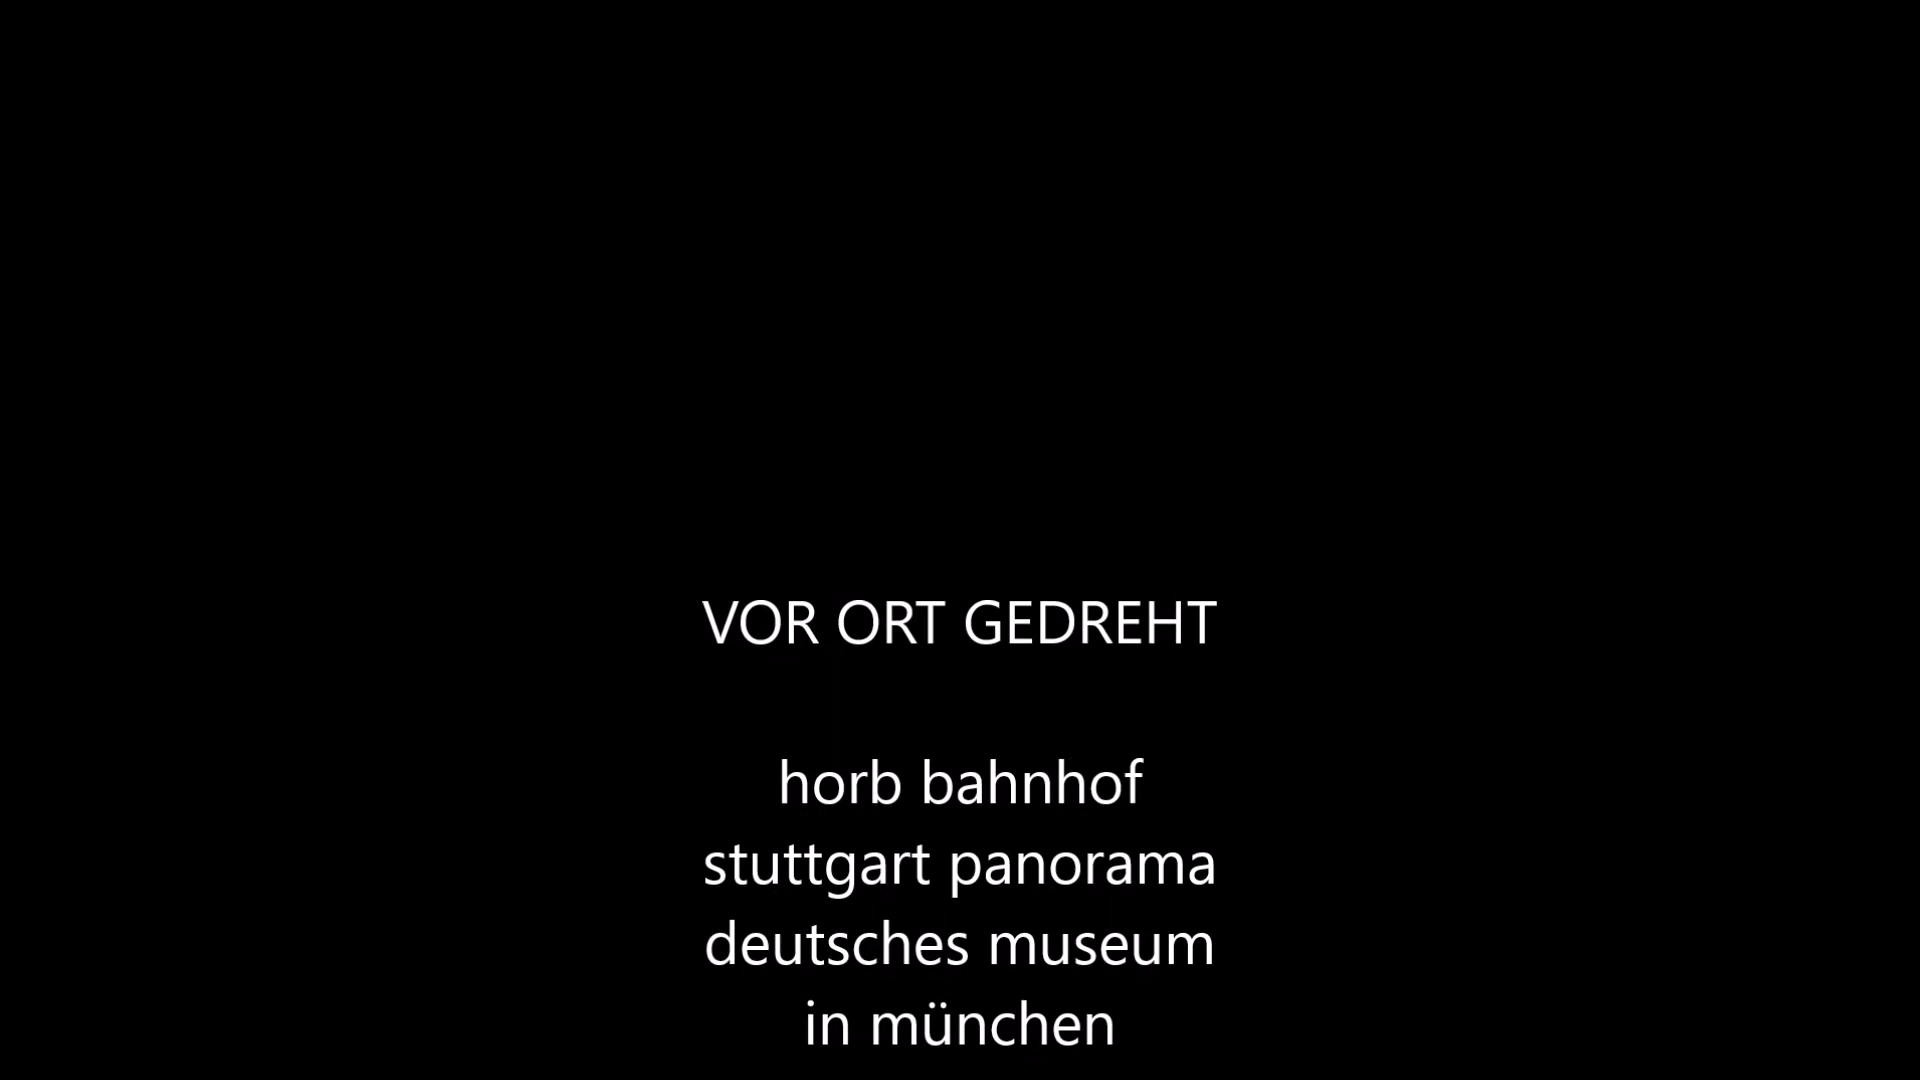 VOR ORT GEDREHT
horb bahnhof
stuttgart panorama
deutsches museum
in münchen